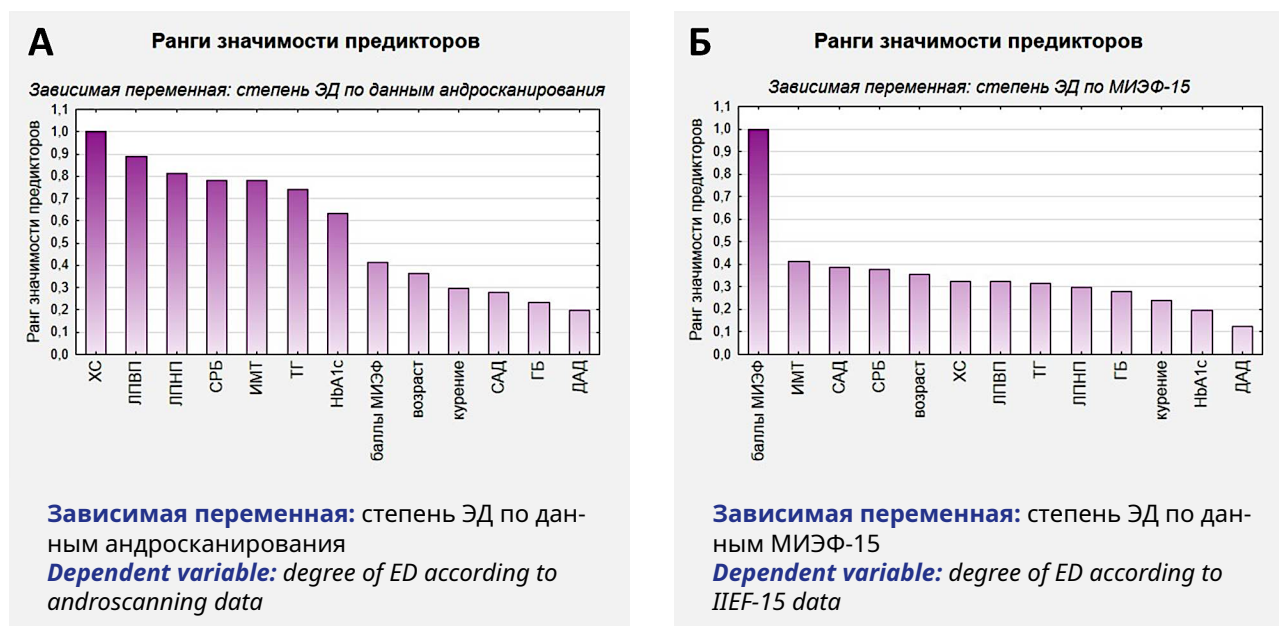 А
Ранги значимости предикторов
Зависимая переменная: степень ЭД по данным андросканирования
Ранг значимости предикторов
1,1
1,0
0,9
0,8
0,7
0,6
0,5
0,4
0,3
0,2
0,1
0,0
ХС
ЛПВП
ЛПНП
СРБ
ИМТ
ТГ
HbA1c
баллы МИЭФ
возраст
курение
САД
ГБ
ДАД
Зависимая переменная: степень ЭД по дан-
ным андросканирования
Dependent variable: degree of ED according to
androscanning data
Б
Ранги значимости предикторов
Зависимая переменная: степень ЭД по МИЭФ-15
Ранг значимости предикторов
1,1
1,0
0,9
0,8
0,7
0,6
0,5
0,4
0,3
0,2
0,1
0,0
баллы МИЭФ
ИМТ
САД
СРБ
возраст
ХС
ЛПВП
ТГ
ЛПНП
ГБ
курение
HbA1c
ДАД
Зависимая переменная: степень ЭД по дан-
ным МИЭФ-15
Dependent variable: degree of ED according to
IIEF-15 data